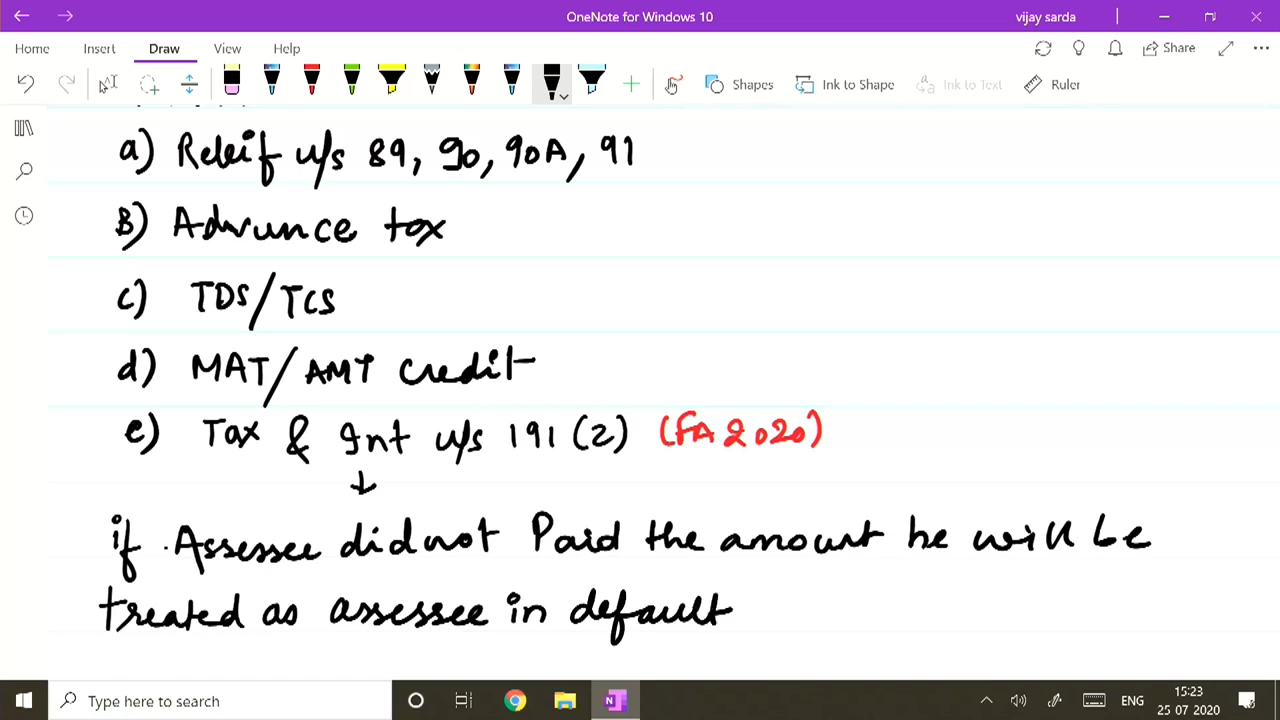 OneNote for Windows 10
vijay sarda
Home Insert Draw View Help
Share
Shapes Ink to Shape Ink to Text Ruler
a) Releif u/s 89, 90, 90A, 91
B) Advance tax
c) TDS/TCS
d) MAT/AMT credit
e) Tax & Int u/s 191 (2) (FA 2020)
↓
if Assessee did not Paid the amount he will be
treated as assessee in default
Type here to search
ENG
15:23
25 07 2020